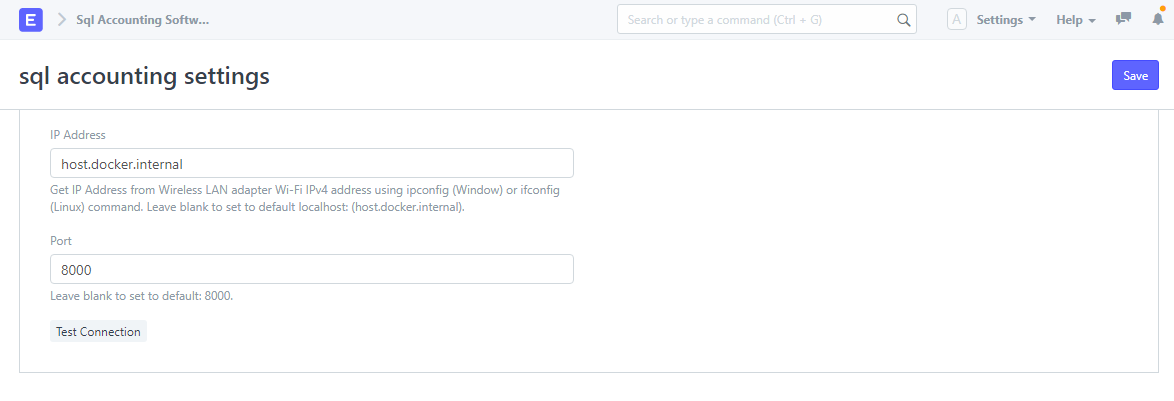 E
Sql Accounting Softw...
Search or type a command (Ctrl + G)
A
Settings
Help
sql accounting settings
Save
IP Address
host.docker.internal
Get IP Address from Wireless LAN adapter Wi-Fi IPv4 address using ipconfig (Window) or ifconfig
(Linux) command. Leave blank to set to default localhost: (host.docker.internal).
Port
8000
Leave blank to set to default: 8000.
Test Connection